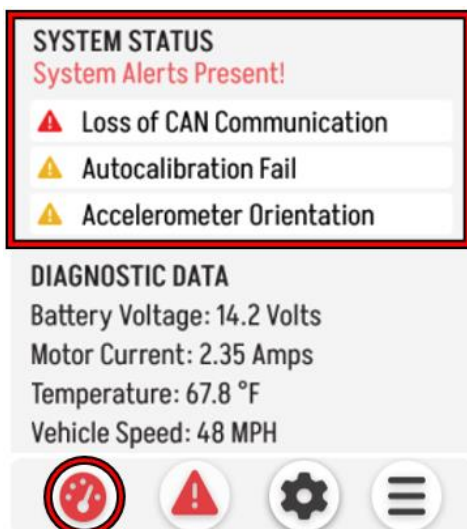 SYSTEM STATUS
System Alerts Present!
Loss of CAN Communication
Autocalibration Fail
Accelerometer Orientation
DIAGNOSTIC DATA
Battery Voltage: 14.2 Volts
Motor Current: 2.35 Amps
Temperature: 67.8 °F
Vehicle Speed: 48 MPH